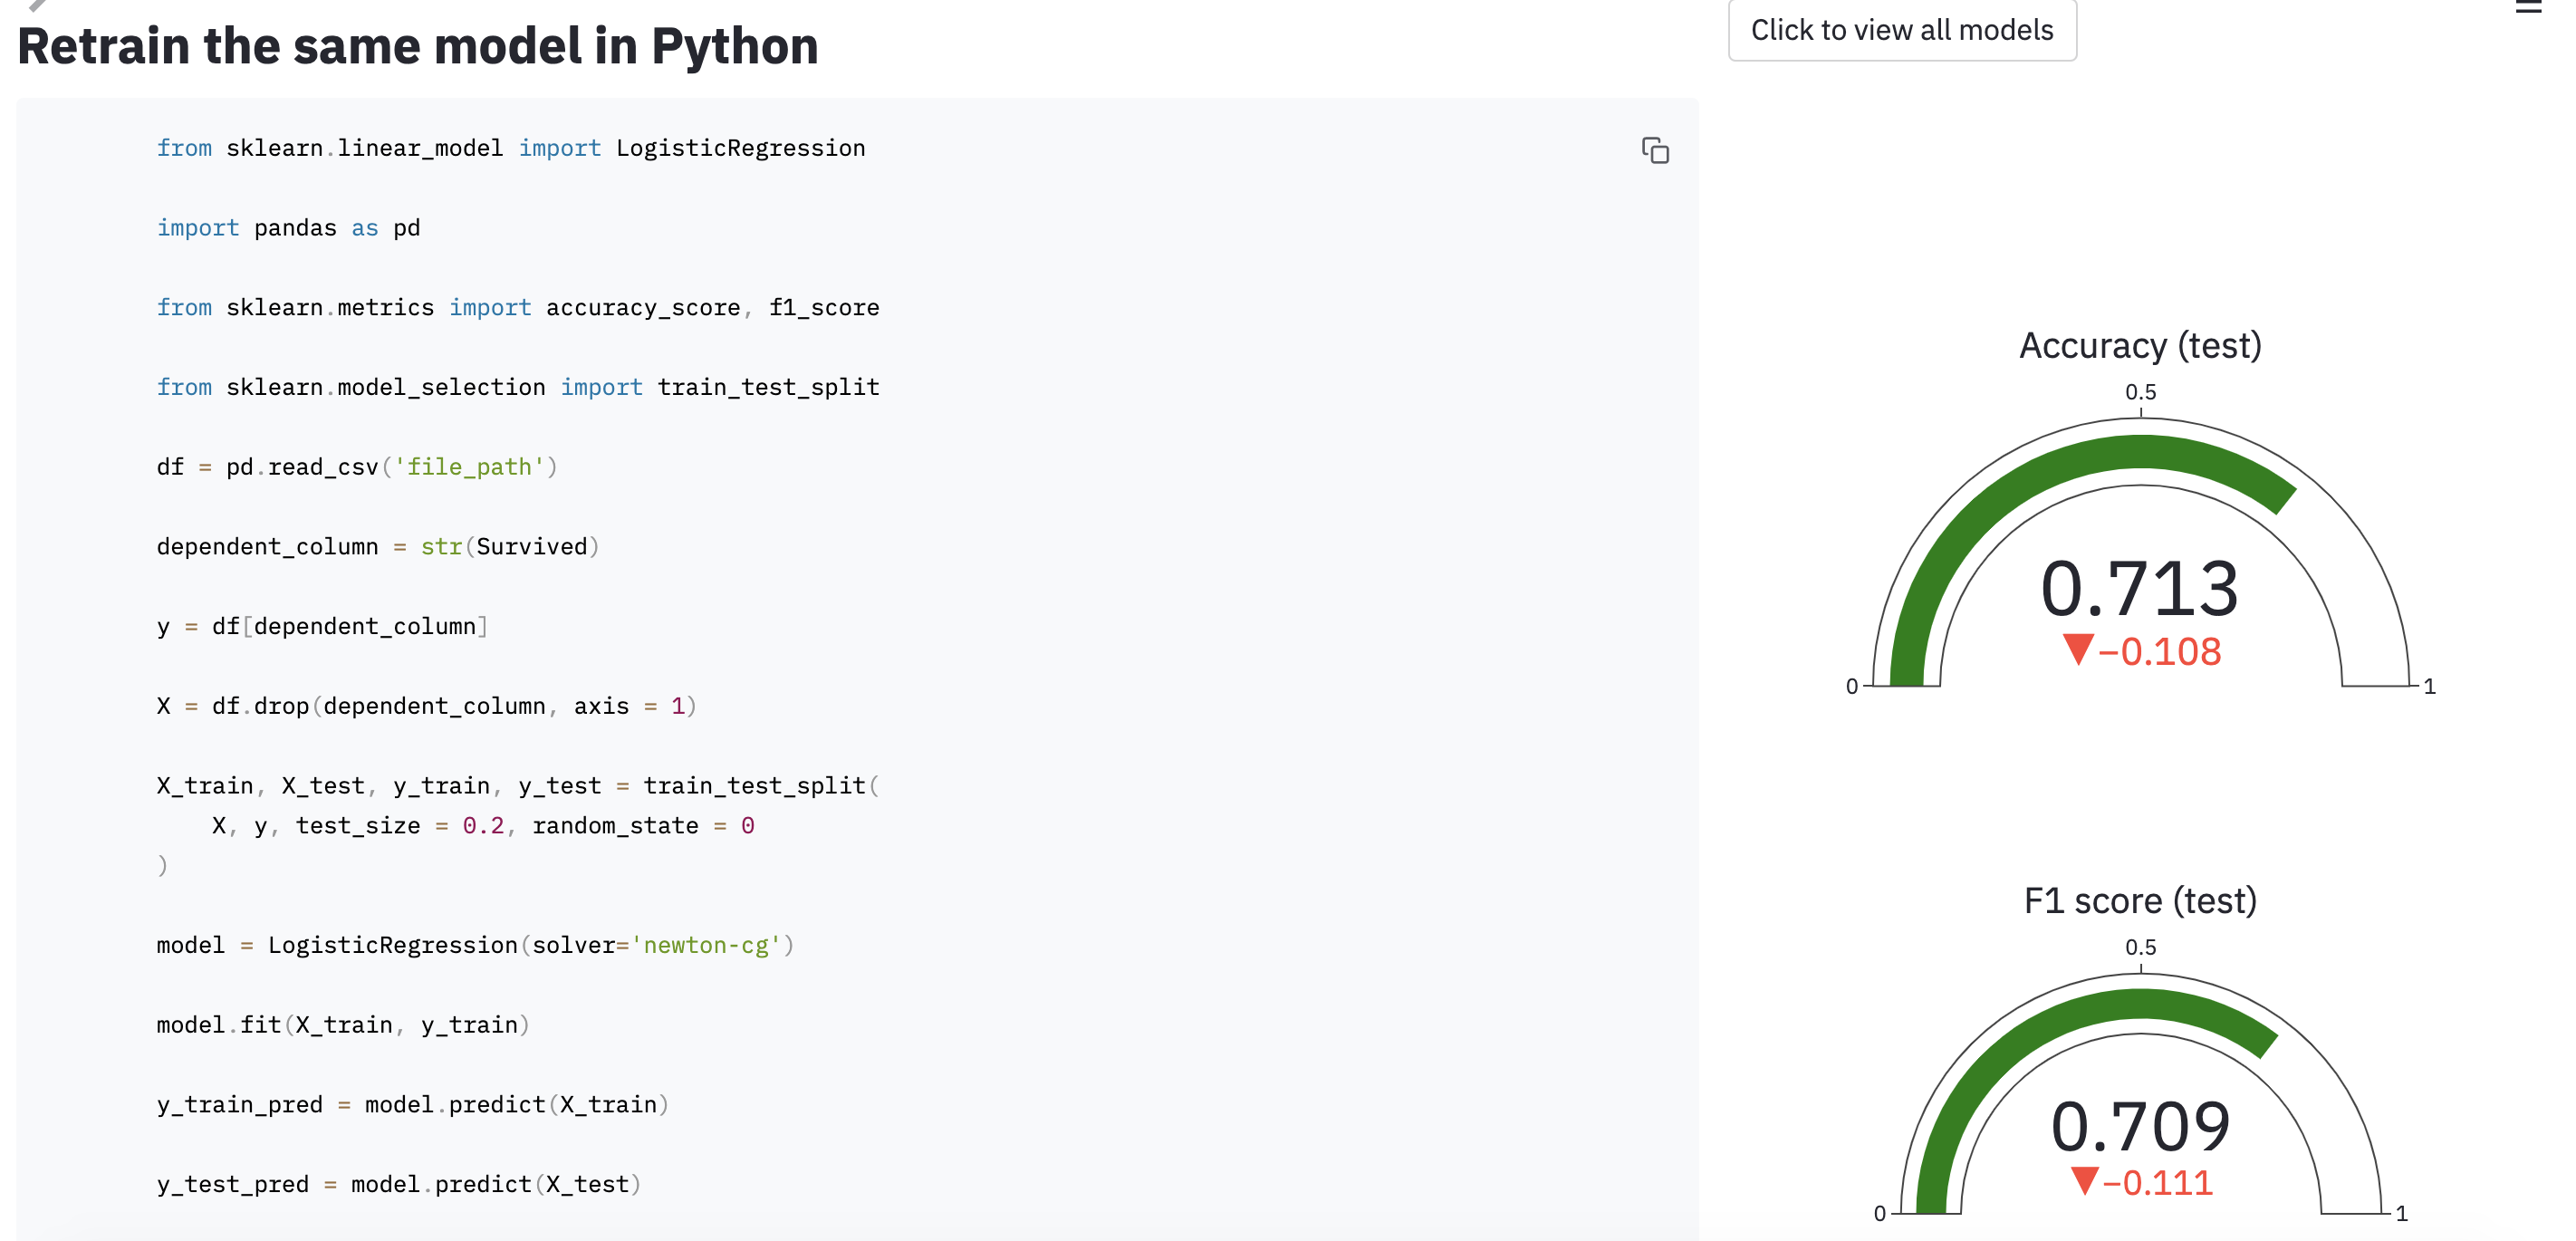 Retrain the same model in Python
Click to view all models
from sklearn.linear_model import LogisticRegression
import pandas as pd
from sklearn.metrics import accuracy_score, f1_score
from sklearn.model_selection import train_test_split
df = pd.read_csv('file_path')
dependent_column = str(Survived)
y = df[dependent_column]
X = df.drop(dependent_column, axis = 1)
X_train, X_test, y_train, y_test = train_test_split(
    X, y, test_size = 0.2, random_state = 0
)
model = LogisticRegression(solver='newton-cg')
model.fit(X_train, y_train)
y_train_pred = model.predict(X_train)
y_test_pred = model.predict(X_test)
Accuracy (test)
0.5
0.713
▼−0.108
0
1
F1 score (test)
0.5
0.709
▼−0.111
0
1